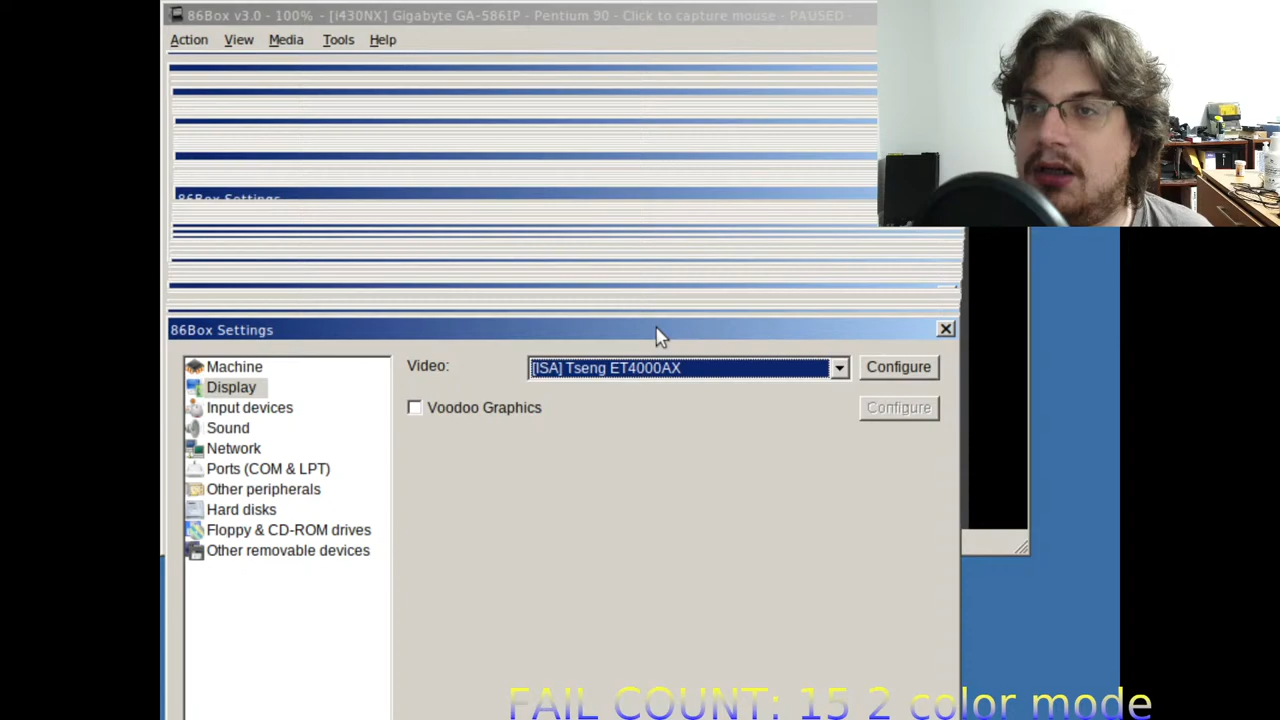 86Box v3.0 - 100% - [i430NX] Gigabyte GA-586IP - Pentium 90 - Click to capture mouse - PAUSED -
Action View Media Tools Help
86Box Settings
86Box Settings
Machine
Display
Input devices
Sound
Network
Ports (COM & LPT)
Other peripherals
Hard disks
Floppy & CD-ROM drives
Other removable devices
Video: [ISA] Tseng ET4000AX Configure
Voodoo Graphics Configure
FAIL COUNT: 15 2 color mode